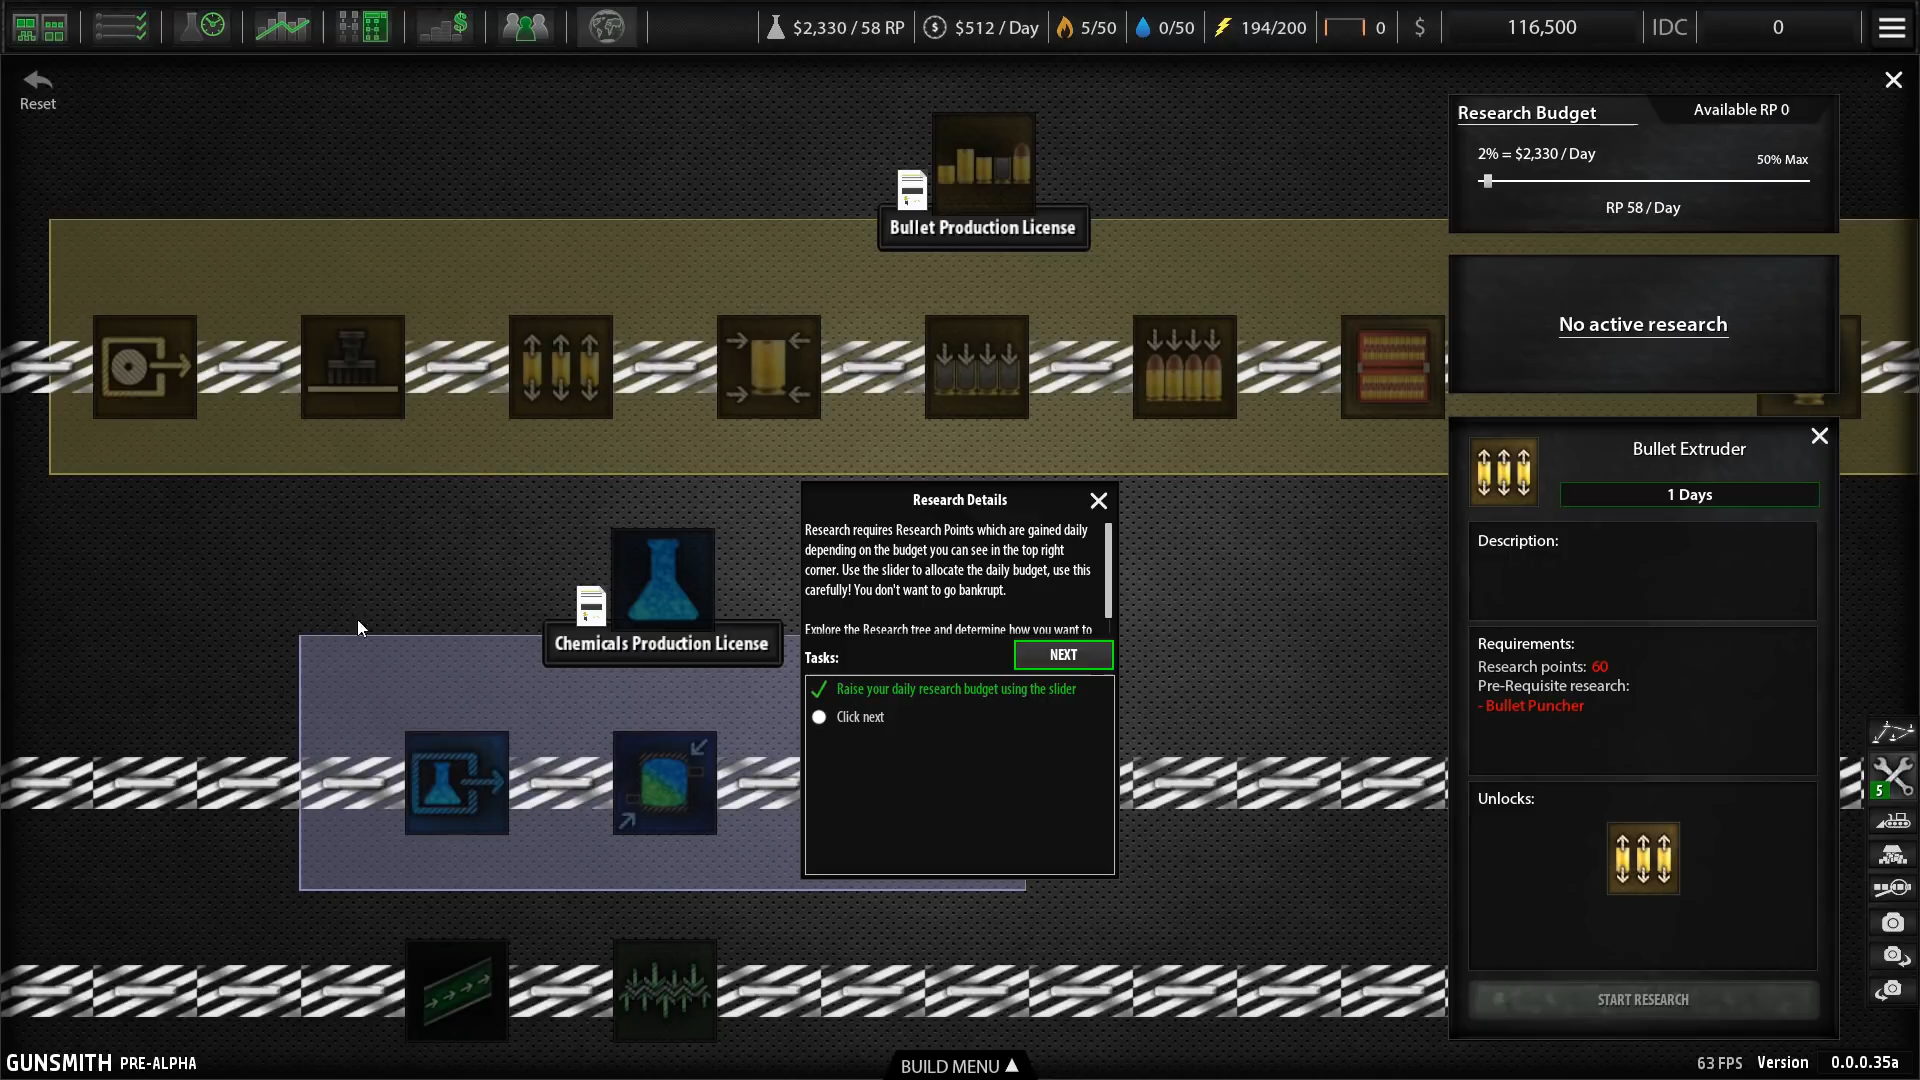 $2,330 / 58 RP
$512 / Day
5/50
0/50
194/200
0
$
116,500
IDC
0
Reset
Bullet Production License
Research Budget
Available RP 0
2% = $2,330 / Day
50% Max
RP 58 / Day
No active research
Bullet Extruder
1 Days
Description:
Requirements:
Research points: 60
Pre-Requisite research:
- Bullet Puncher
Unlocks:
START RESEARCH
Research Details
Research requires Research Points which are gained daily
depending on the budget you can see in the top right
corner. Use the slider to allocate the daily budget, use this
carefully! You don't want to go bankrupt.
Explore the Research tree and determine how you want to
Tasks:
NEXT
Raise your daily research budget using the slider
Click next
Chemicals Production License
5
GUNSMITH PRE-ALPHA
BUILD MENU ▲
63 FPS Version 0.0.0.35a